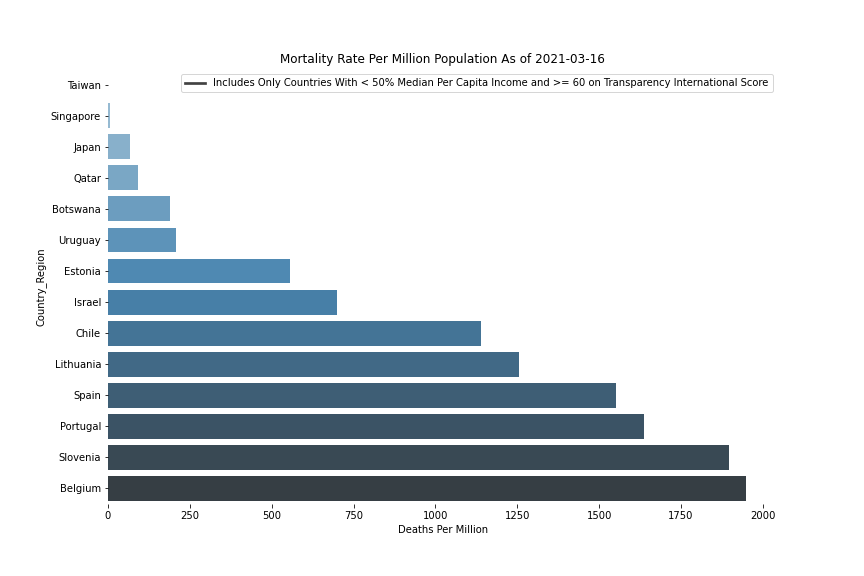 Mortality Rate Per Million Population As of 2021-03-16
Includes Only Countries With < 50% Median Per Capita Income and >= 60 on Transparency International Score
Country_Region
Taiwan
Singapore
Japan
Qatar
Botswana
Uruguay
Estonia
Israel
Chile
Lithuania
Spain
Portugal
Slovenia
Belgium
0 250 500 750 1000 1250 1500 1750 2000
Deaths Per Million